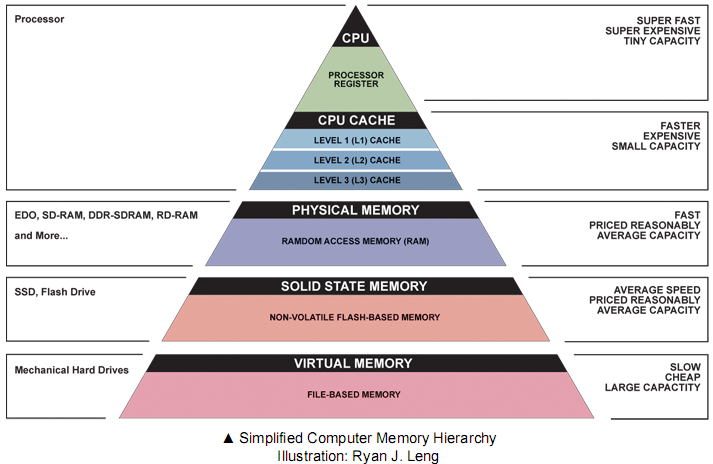 Processor
CPU
PROCESSOR
REGISTER
SUPER FAST
SUPER EXPENSIVE
TINY CAPACITY
CPU CACHE
LEVEL 1 (L1) CACHE
LEVEL 2 (L2) CACHE
LEVEL 3 (L3) CACHE
FASTER
EXPENSIVE
SMALL CAPACITY
EDO, SD-RAM, DDR-SDRAM, RD-RAM
and More...
PHYSICAL MEMORY
RAMDOM ACCESS MEMORY (RAM)
FAST
PRICED REASONABLY
AVERAGE CAPACITY
SSD, Flash Drive
SOLID STATE MEMORY
NON-VOLATILE FLASH-BASED MEMORY
AVERAGE SPEED
PRICED REASONABLY
AVERAGE CAPACITY
Mechanical Hard Drives
VIRTUAL MEMORY
FILE-BASED MEMORY
SLOW
CHEAP
LARGE CAPACTITY
▲ Simplified Computer Memory Hierarchy
Illustration: Ryan J. Leng